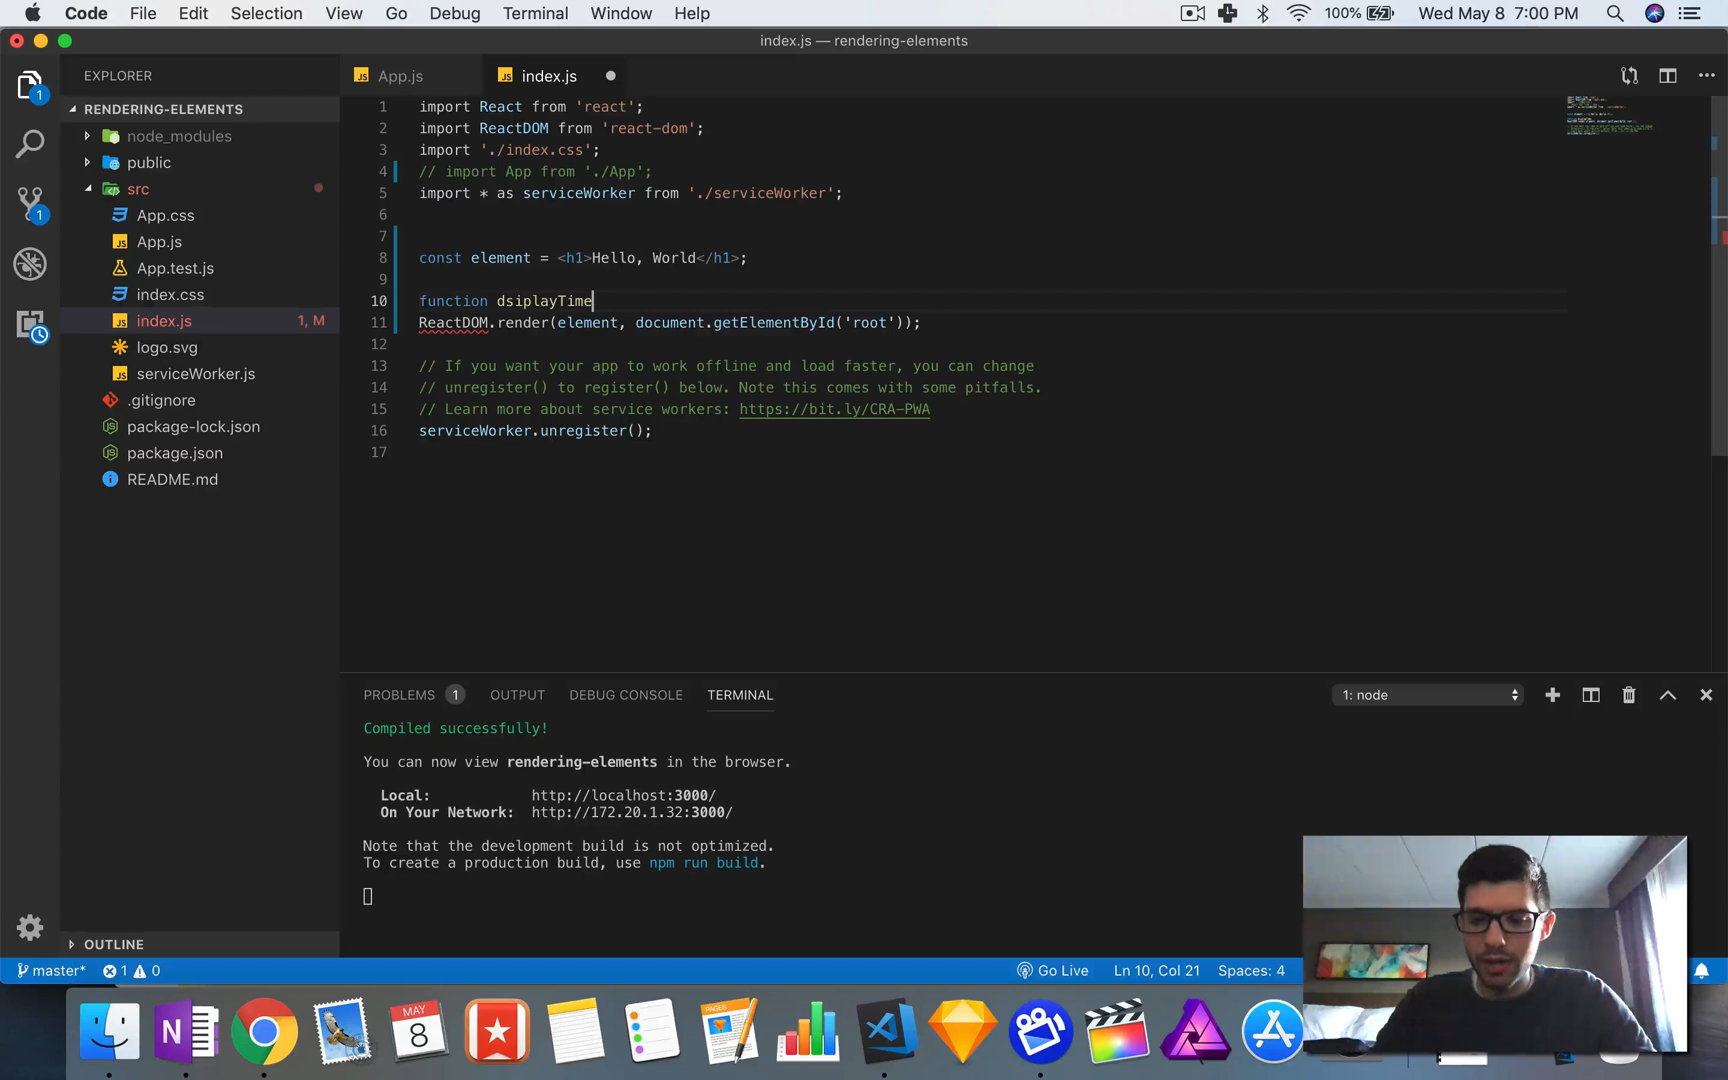 Code File Edit Selection View Go Debug Terminal Window Help 100% Wed May 8 7:00 PM
index.js — rendering-elements
EXPLORER
App.js
index.js
RENDERING-ELEMENTS
node_modules
public
src
App.css
App.js
App.test.js
index.css
index.js 1, M
logo.svg
serviceWorker.js
.gitignore
package-lock.json
package.json
README.md
OUTLINE
1 import React from 'react';
2 import ReactDOM from 'react-dom';
3 import './index.css';
4 // import App from './App';
5 import * as serviceWorker from './serviceWorker';
6
7
8 const element = <h1>Hello, World</h1>;
9
10 function dsiplayTime
11 ReactDOM.render(element, document.getElementById('root'));
12
13 // If you want your app to work offline and load faster, you can change
14 // unregister() to register() below. Note this comes with some pitfalls.
15 // Learn more about service workers: https://bit.ly/CRA-PWA
16 serviceWorker.unregister();
17
PROBLEMS 1 OUTPUT DEBUG CONSOLE TERMINAL 1: node
Compiled successfully!
You can now view rendering-elements in the browser.
Local: http://localhost:3000/
On Your Network: http://172.20.1.32:3000/
Note that the development build is not optimized.
To create a production build, use npm run build.
master* 1 0 Go Live Ln 10, Col 21 Spaces: 4
MAY
8